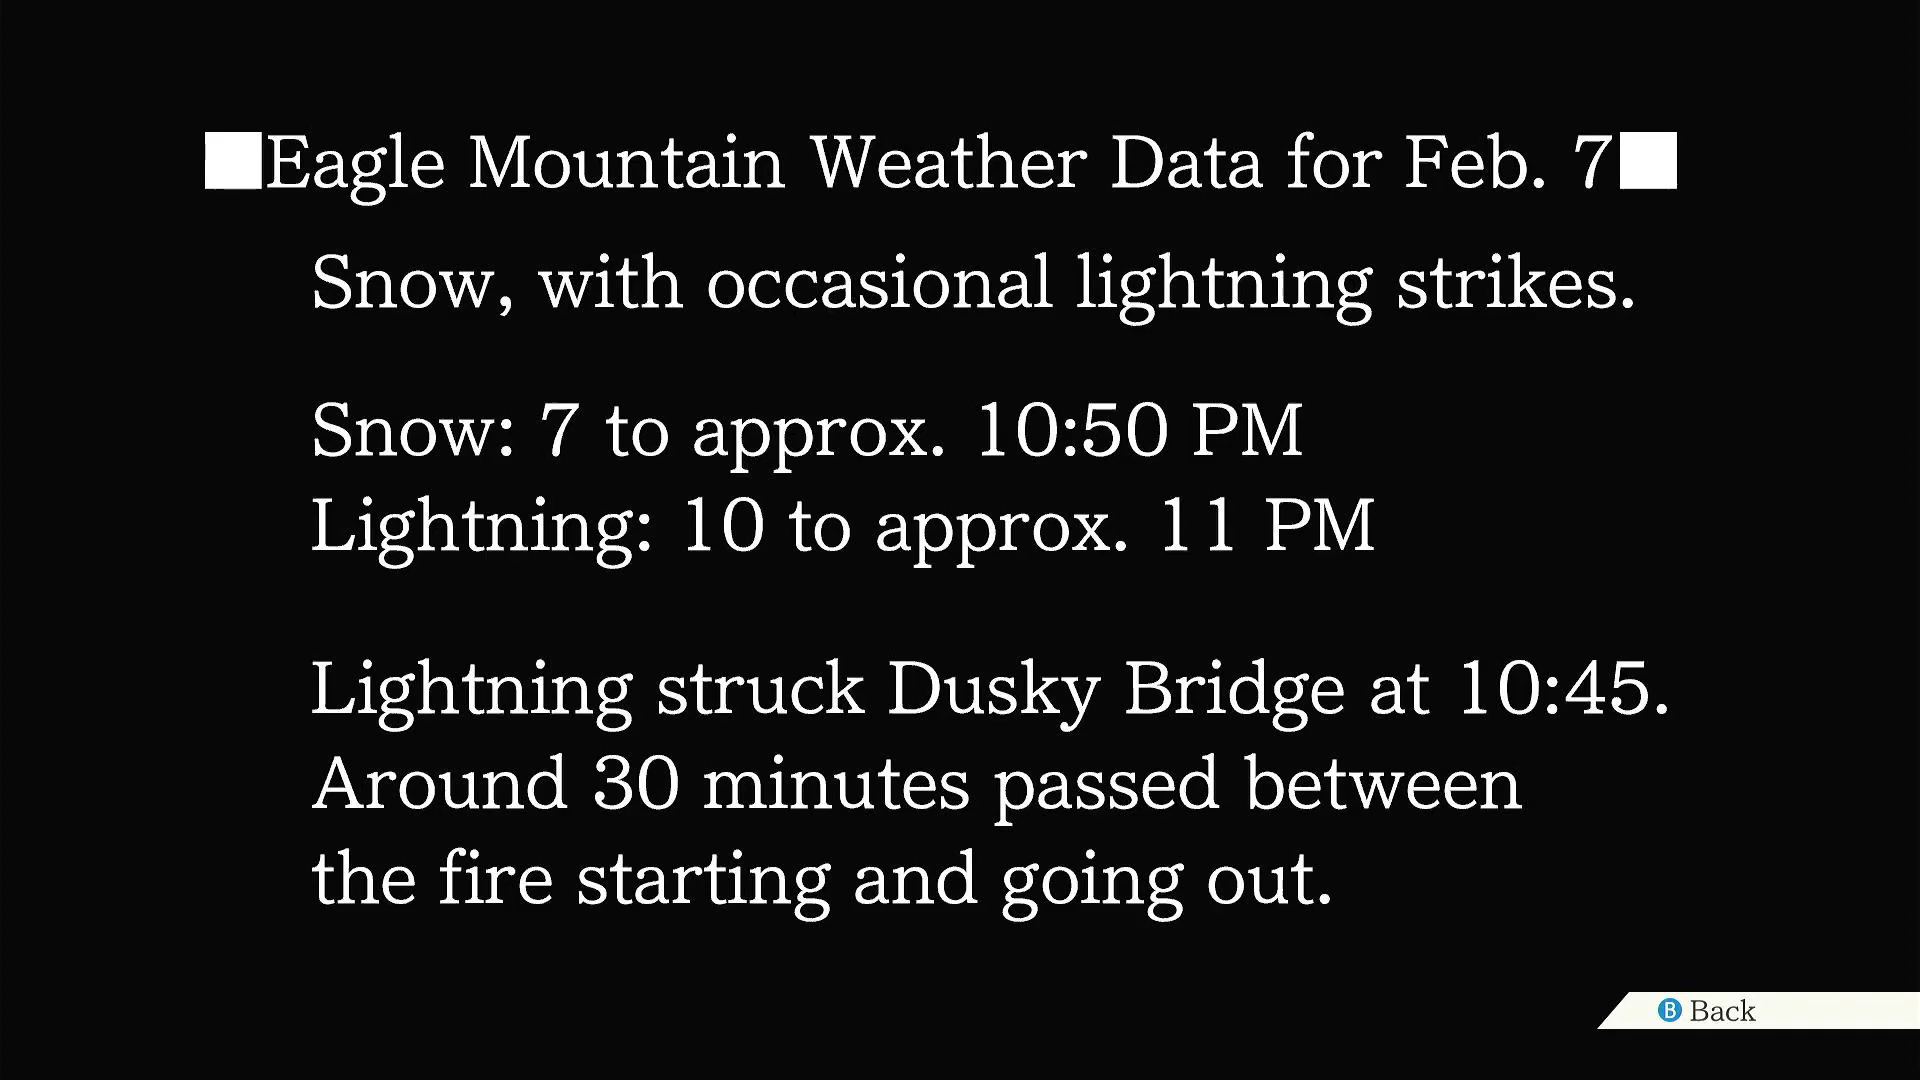 ■Eagle Mountain Weather Data for Feb. 7■
Snow, with occasional lightning strikes.
Snow: 7 to approx. 10:50 PM
Lightning: 10 to approx. 11 PM
Lightning struck Dusky Bridge at 10:45.
Around 30 minutes passed between
the fire starting and going out.
B Back